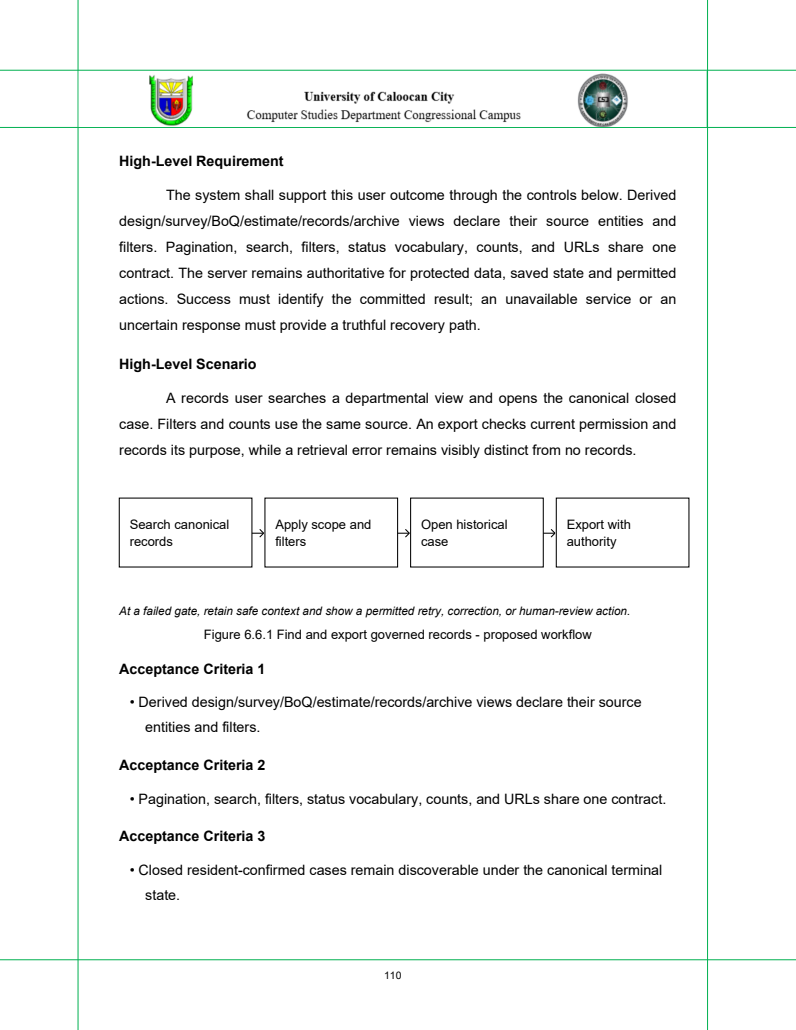 University of Caloocan City
Computer Studies Department Congressional Campus
High-Level Requirement
The system shall support this user outcome through the controls below. Derived
design/survey/BoQ/estimate/records/archive views declare their source entities and
filters. Pagination, search, filters, status vocabulary, counts, and URLs share one
contract. The server remains authoritative for protected data, saved state and permitted
actions. Success must identify the committed result; an unavailable service or an
uncertain response must provide a truthful recovery path.
High-Level Scenario
A records user searches a departmental view and opens the canonical closed
case. Filters and counts use the same source. An export checks current permission and
records its purpose, while a retrieval error remains visibly distinct from no records.
Search canonical
records
Apply scope and
filters
Open historical
case
Export with
authority
At a failed gate, retain safe context and show a permitted retry, correction, or human-review action.
Figure 6.6.1 Find and export governed records - proposed workflow
Acceptance Criteria 1
• Derived design/survey/BoQ/estimate/records/archive views declare their source
entities and filters.
Acceptance Criteria 2
• Pagination, search, filters, status vocabulary, counts, and URLs share one contract.
Acceptance Criteria 3
• Closed resident-confirmed cases remain discoverable under the canonical terminal
state.
110